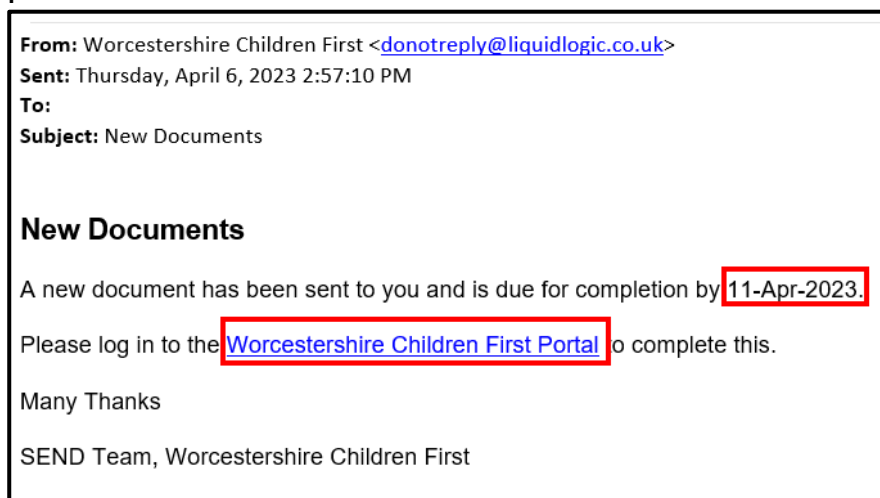 From: Worcestershire Children First <donotreply@liquidlogic.co.uk>
Sent: Thursday, April 6, 2023 2:57:10 PM
To:
Subject: New Documents
New Documents
A new document has been sent to you and is due for completion by 11-Apr-2023.
Please log in to the Worcestershire Children First Portal to complete this.
Many Thanks
SEND Team, Worcestershire Children First